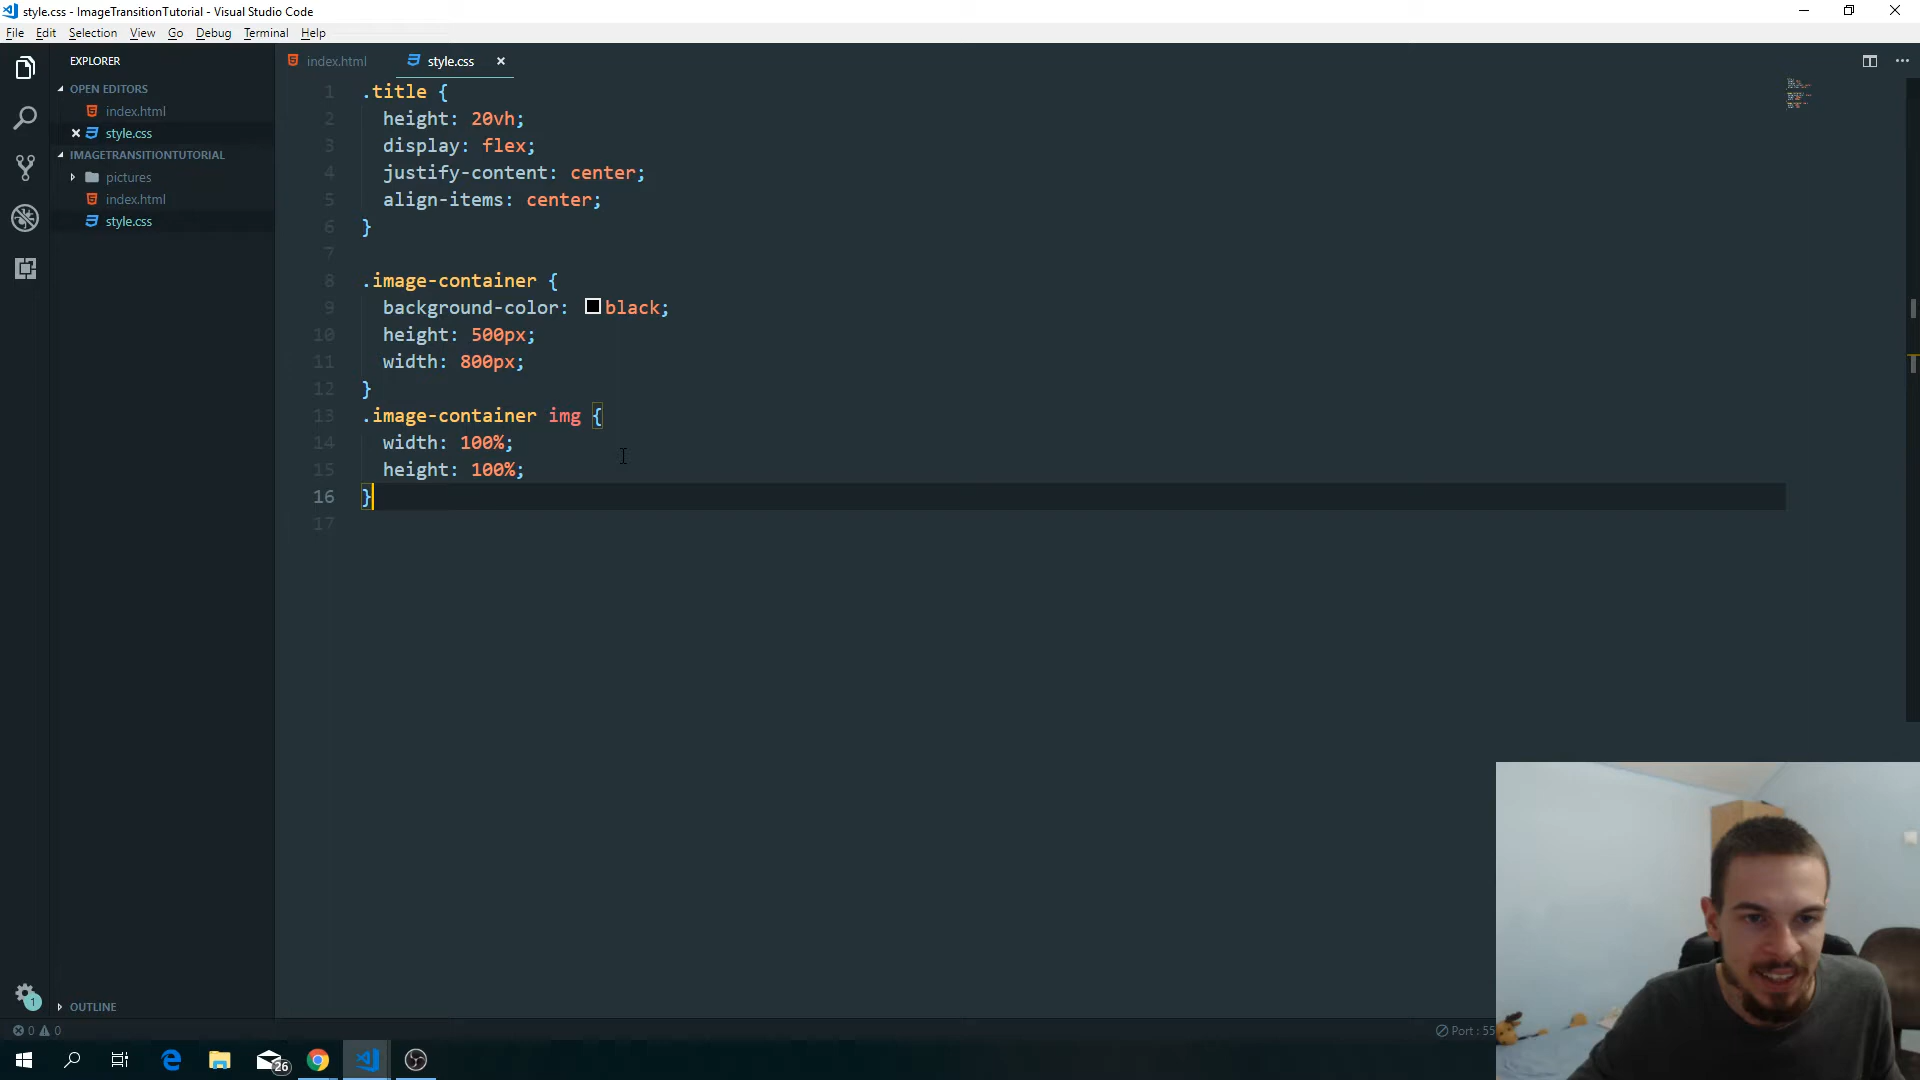 style.css - ImageTransitionTutorial - Visual Studio Code
File Edit Selection View Go Debug Terminal Help
EXPLORER
OPEN EDITORS
index.html
style.css
IMAGETRANSITIONTUTORIAL
pictures
index.html
style.css
OUTLINE
index.html style.css
1 .title {
2 height: 20vh;
3 display: flex;
4 justify-content: center;
5 align-items: center;
6 }
7
8 .image-container {
9 background-color: black;
10 height: 500px;
11 width: 800px;
12 }
13 .image-container img {
14 width: 100%;
15 height: 100%;
16 }
17
1
0 0
Port : 55
26